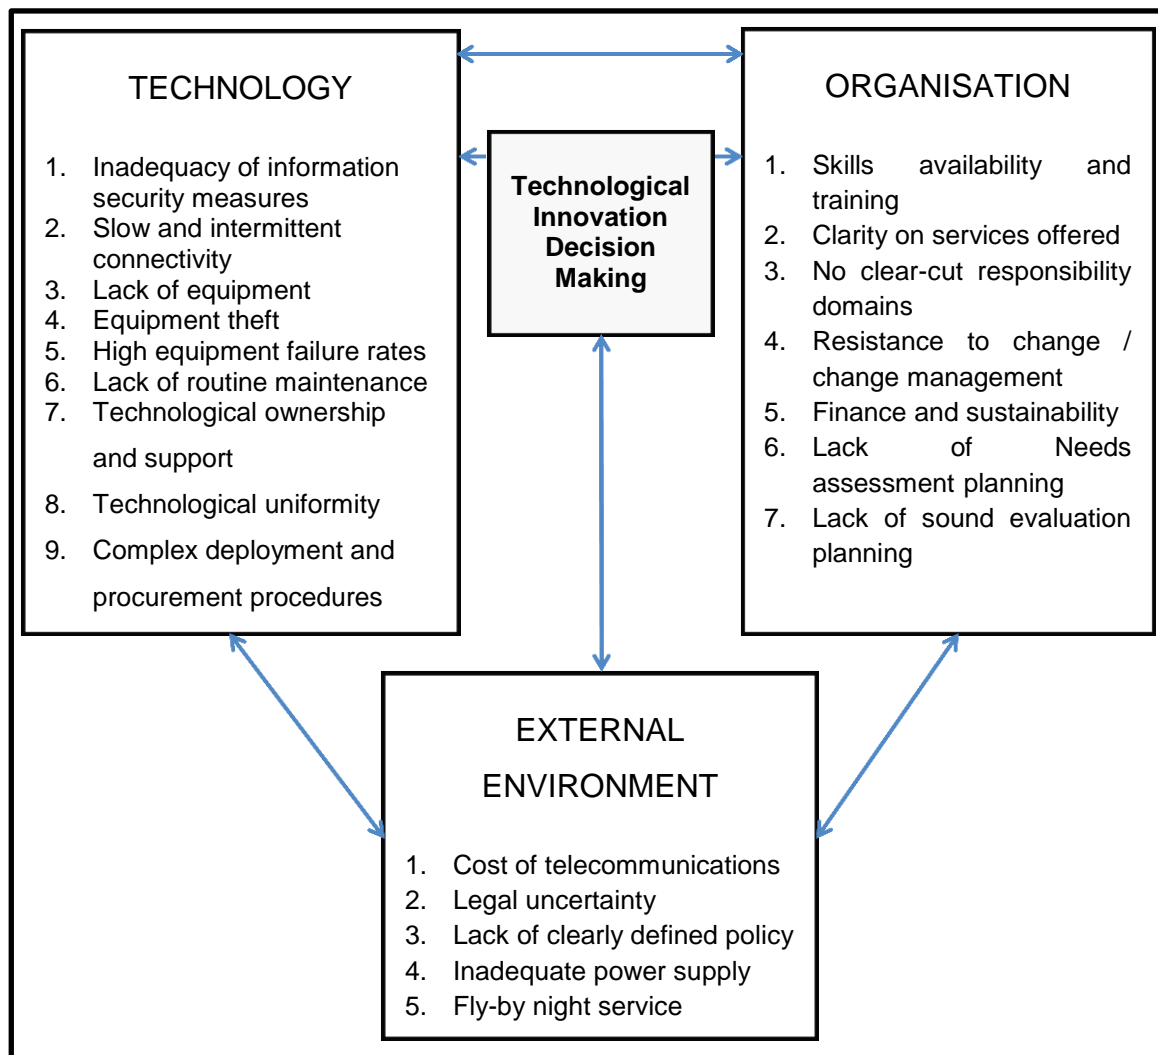 TECHNOLOGY
1. Inadequacy of information
security measures
2. Slow and intermittent
connectivity
3. Lack of equipment
4. Equipment theft
5. High equipment failure rates
6. Lack of routine maintenance
7. Technological ownership
and support
8. Technological uniformity
9. Complex deployment and
procurement procedures
Technological
Innovation
Decision
Making
ORGANISATION
1. Skills availability and
training
2. Clarity on services offered
3. No clear-cut responsibility
domains
4. Resistance to change /
change management
5. Finance and sustainability
6. Lack of Needs
assessment planning
7. Lack of sound evaluation
planning
EXTERNAL
ENVIRONMENT
1. Cost of telecommunications
2. Legal uncertainty
3. Lack of clearly defined policy
4. Inadequate power supply
5. Fly-by night service